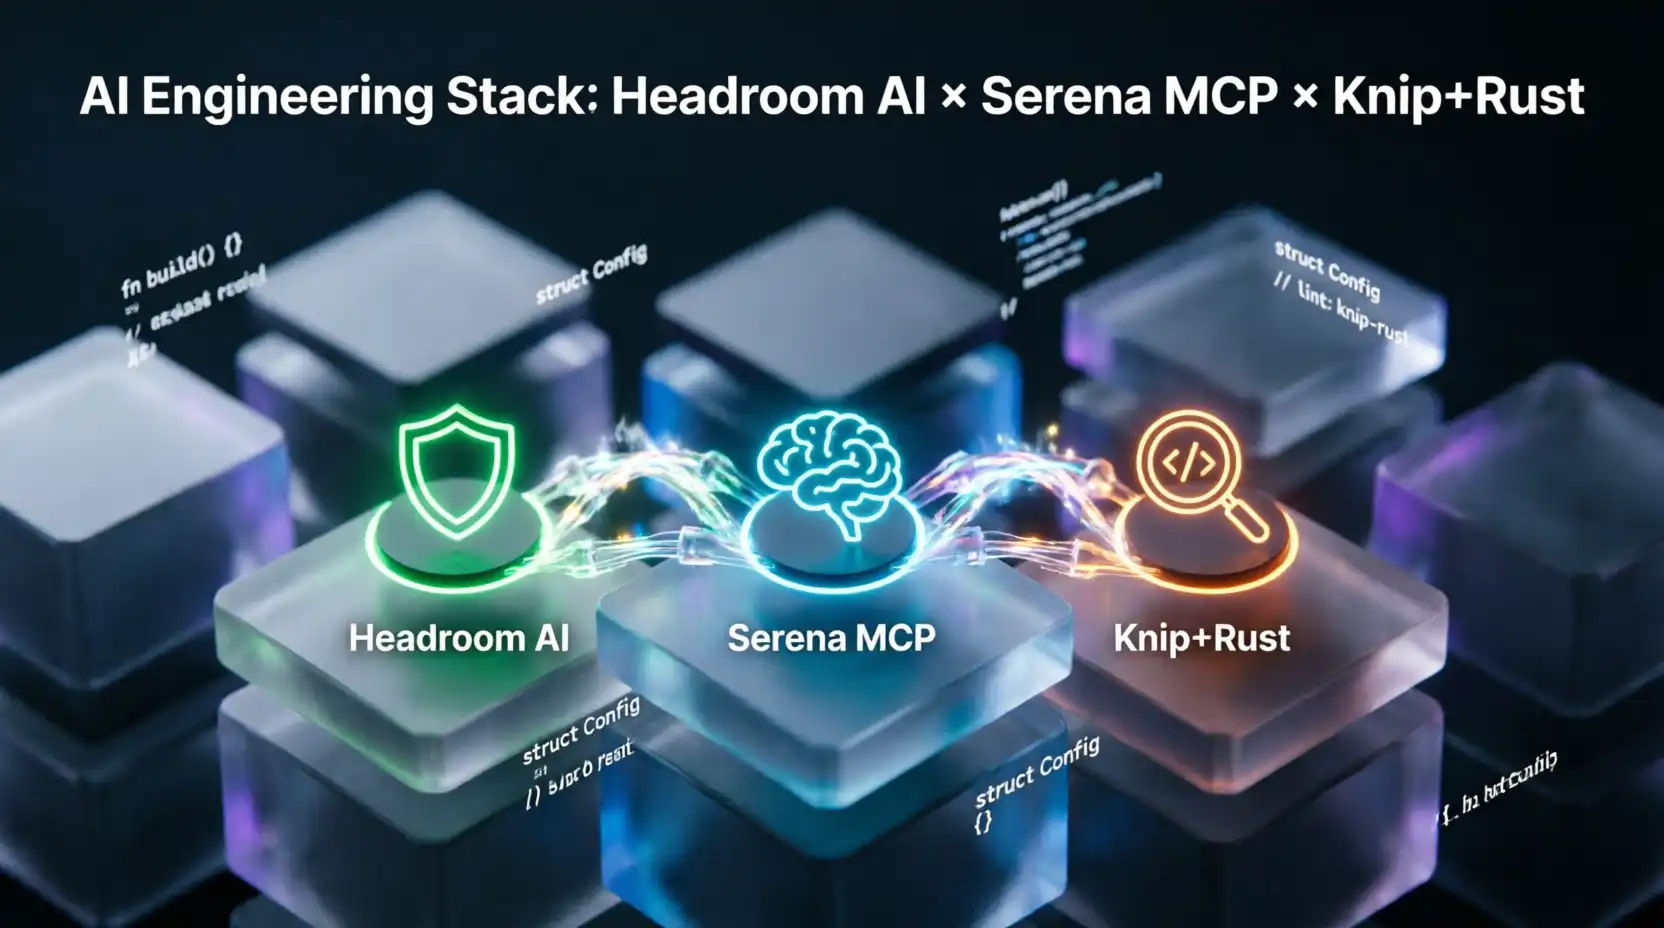 AI Engineering Stack: Headroom AI × Serena MCP × Knip+Rust
fn build() {}
//
struct Config
struct Config
// lint: knip-rust
Headroom AI
Serena MCP
Knip+Rust
struct Config
struct Config
{}